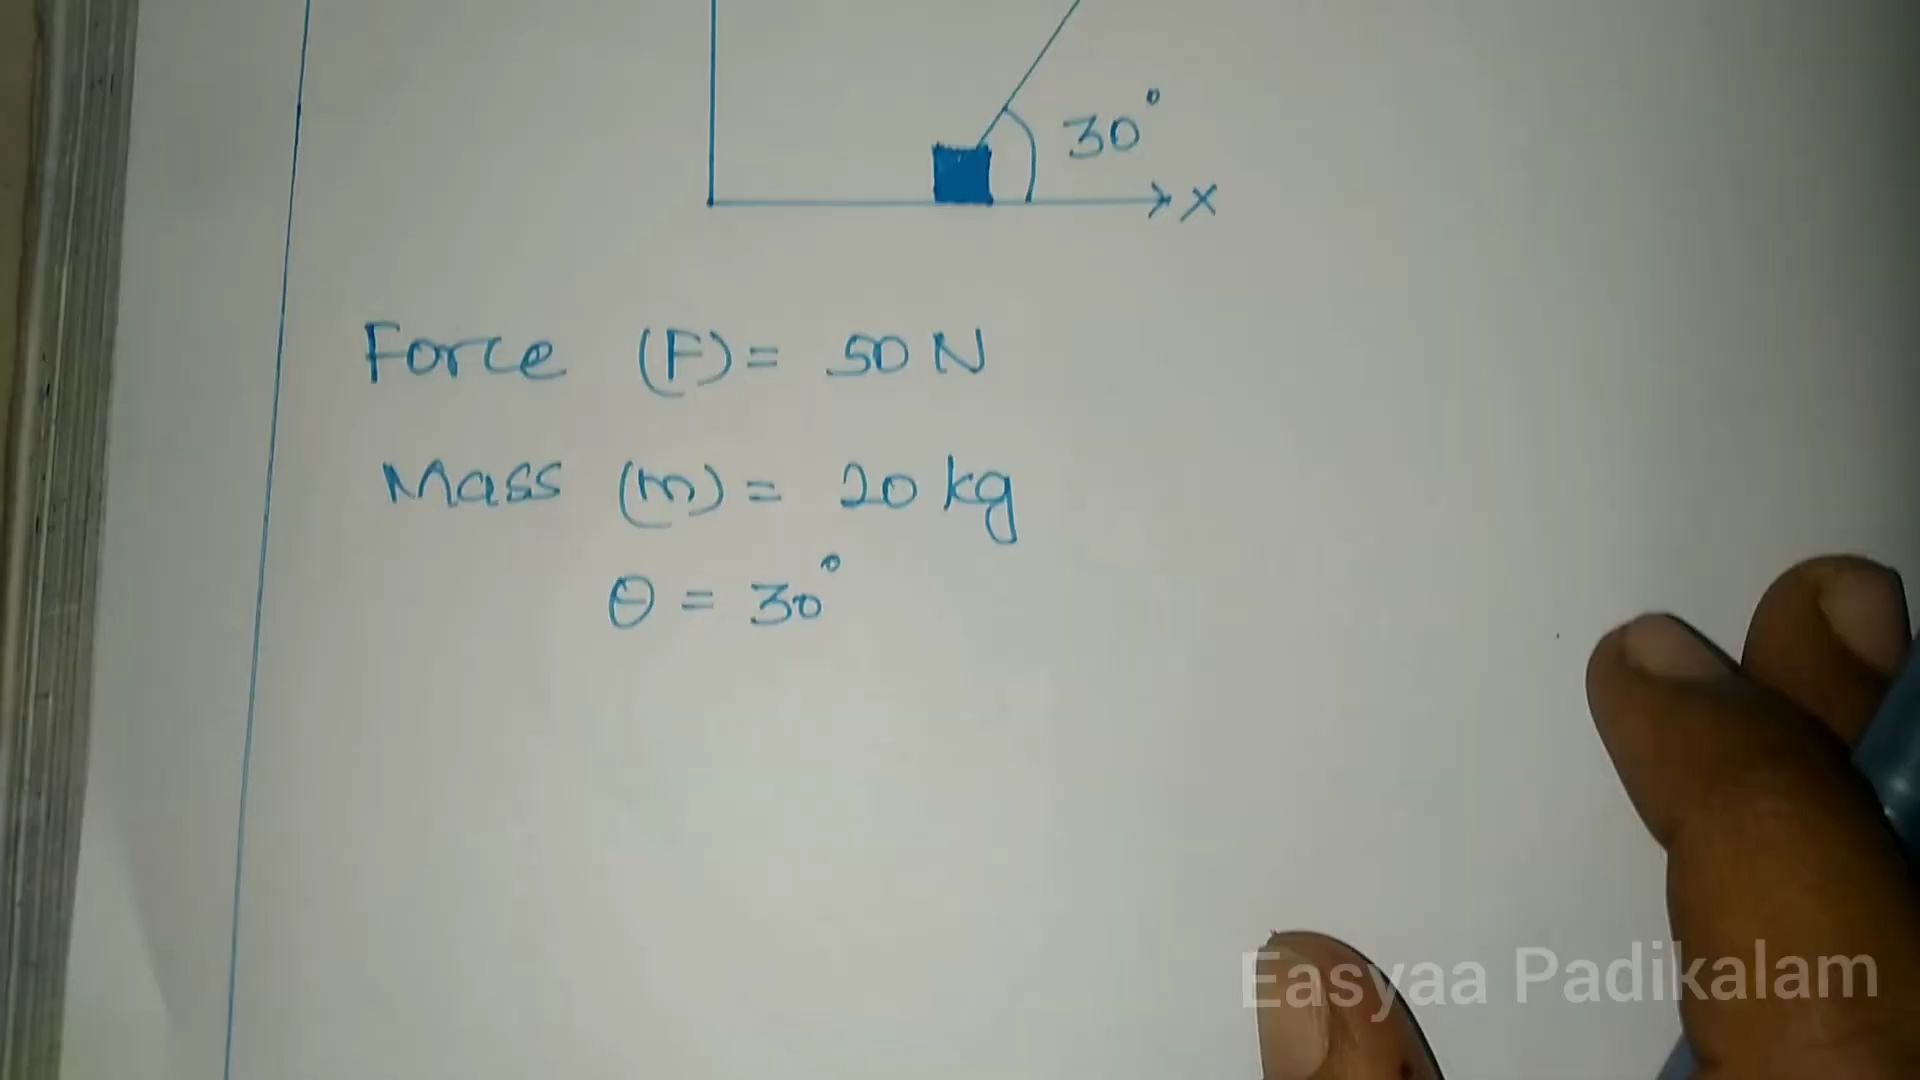 30°
X
Force (F) = 50 N
Mass (m) = 20 kg
θ = 30°
Easyaa Padikalam